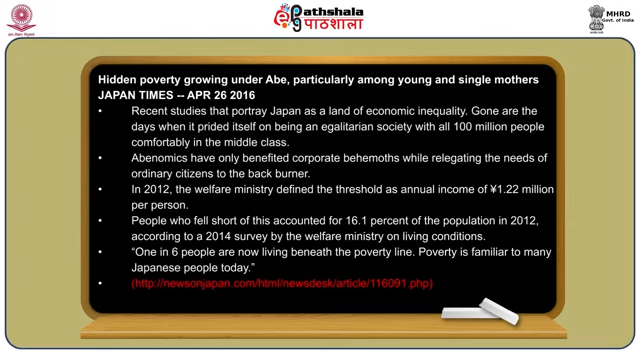 Pathshala
पाठशाला
MHRD
Govt. of India
Hidden poverty growing under Abe, particularly among young and single mothers
JAPAN TIMES -- APR 26 2016
• Recent studies that portray Japan as a land of economic inequality. Gone are the
days when it prided itself on being an egalitarian society with all 100 million people
comfortably in the middle class.
• Abenomics have only benefited corporate behemoths while relegating the needs of
ordinary citizens to the back burner.
• In 2012, the welfare ministry defined the threshold as annual income of ¥1.22 million
per person.
• People who fell short of this accounted for 16.1 percent of the population in 2012,
according to a 2014 survey by the welfare ministry on living conditions.
• “One in 6 people are now living beneath the poverty line. Poverty is familiar to many
Japanese people today.”
• (http://newsonjapan.com/html/newsdesk/article/116091.php)